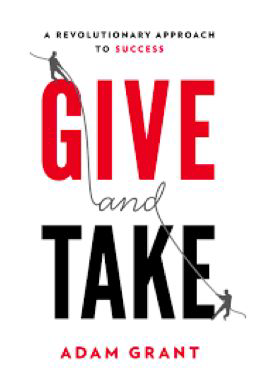 A REVOLUTIONARY APPROACH
TO SUCCESS
GIVE
and
TAKE
ADAM GRANT